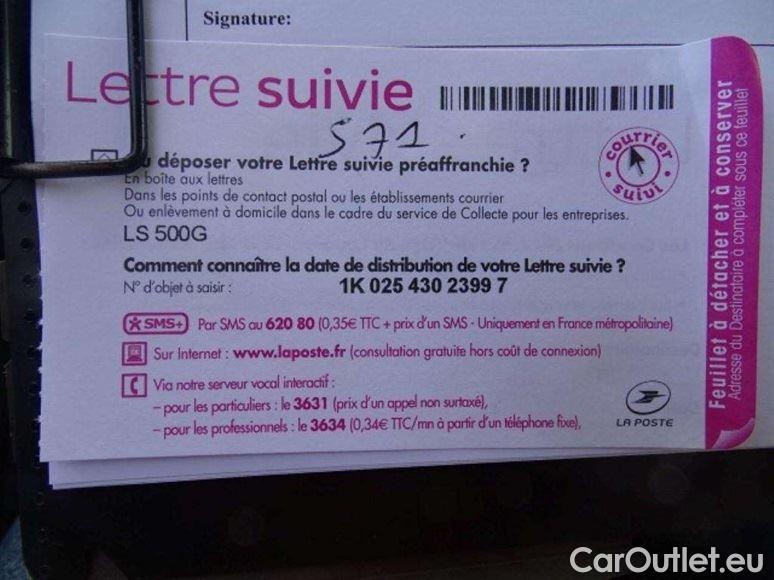 Signature:
Lettre suivie
571.
déposer votre Lettre suivie préaffranchie ?
En boîte aux lettres
Dans les points de contact postal ou les établissements courrier
Ou enlèvement à domicile dans le cadre du service de Collecte pour les entreprises.
LS 500G
Comment connaître la date de distribution de votre Lettre suivie ?
N° d'objet à saisir : 1K 025 430 2399 7
SMS+ Par SMS au 620 80 (0,35€ TTC + prix d'un SMS - Uniquement en France métropolitaine)
Sur Internet : www.laposte.fr (consultation gratuite hors coût de connexion)
Via notre serveur vocal interactif :
– pour les particuliers : le 3631 (prix d'un appel non surtaxé),
– pour les professionnels : le 3634 (0,34€ TTC/mn à partir d'un téléphone fixe),
courrier
suivi
LA POSTE
Feuillet à détacher et à conserver
Adresse du Destinataire à compléter sous ce feuillet
CarOutlet.eu